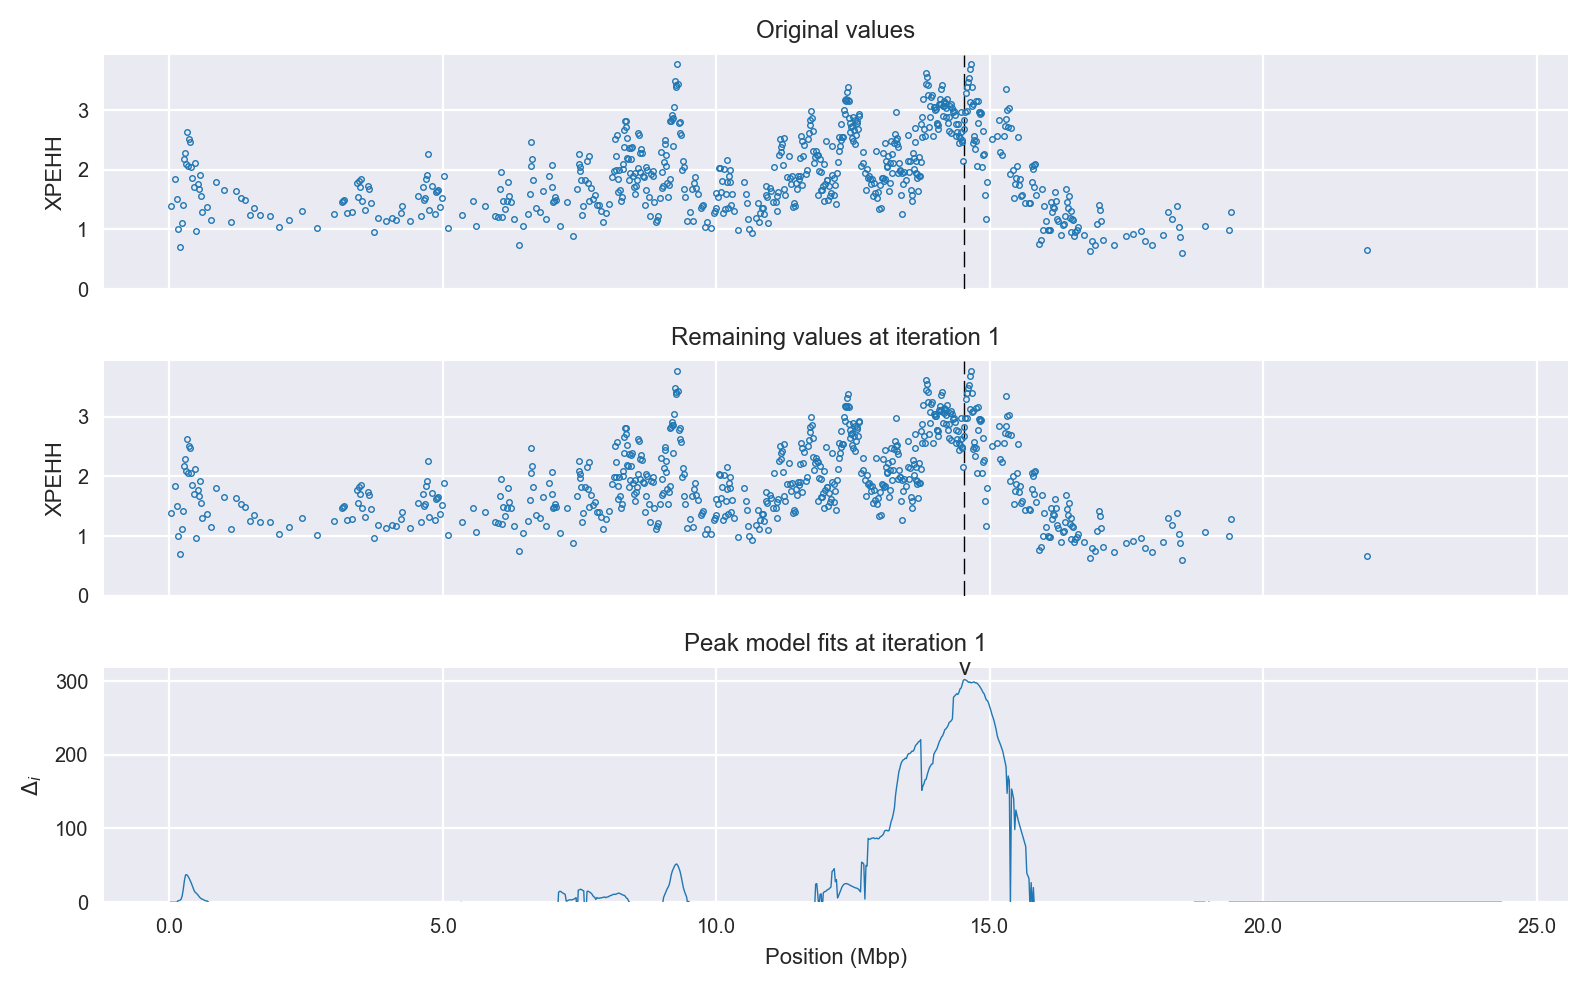 Original values
XPEHH
3
2
1
0
Remaining values at iteration 1
XPEHH
3
2
1
0
Peak model fits at iteration 1
v
Δi
300
200
100
0
0.0 5.0 10.0 15.0 20.0 25.0
Position (Mbp)